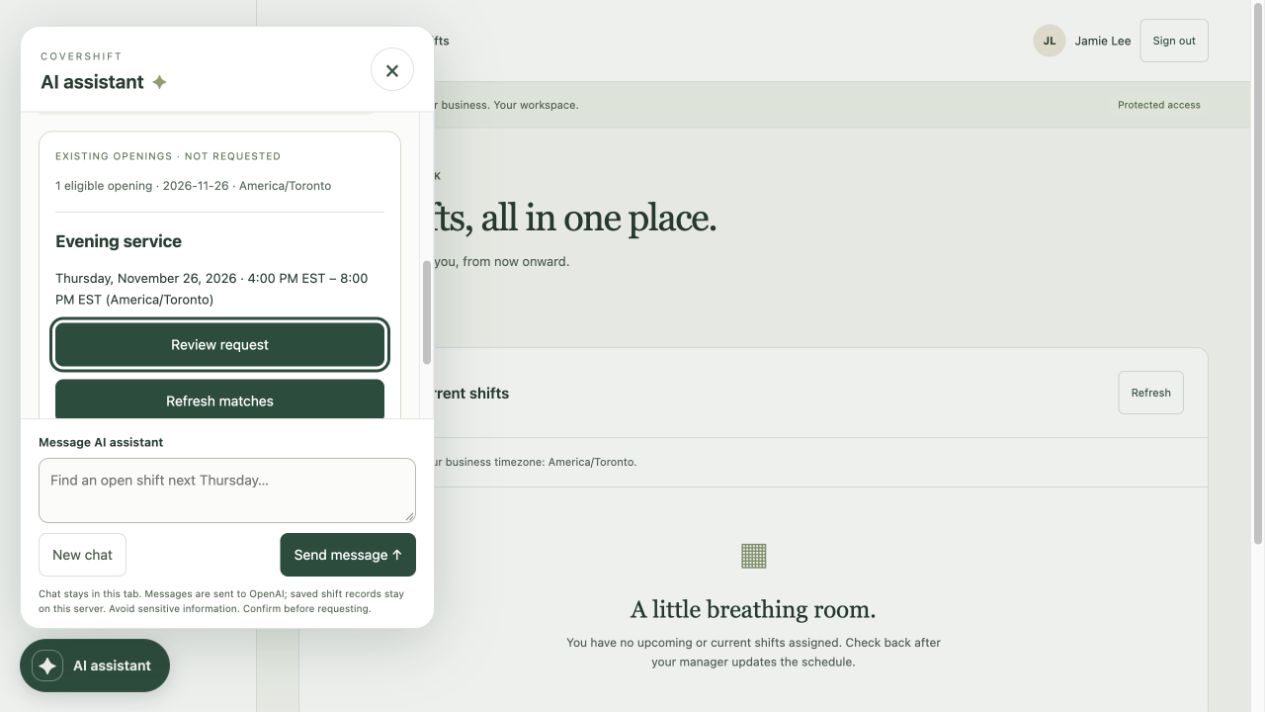 COVERSHIFT
AI assistant
EXISTING OPENINGS · NOT REQUESTED
1 eligible opening · 2026-11-26 · America/Toronto
Evening service
Thursday, November 26, 2026 · 4:00 PM EST – 8:00
PM EST (America/Toronto)
Review request
Refresh matches
Message AI assistant
Find an open shift next Thursday...
New chat
Send message ↑
Chat stays in this tab. Messages are sent to OpenAI; saved shift records stay
on this server. Avoid sensitive information. Confirm before requesting.
AI assistant
JL
Jamie Lee
Sign out
business. Your workspace.
Protected access
all in one place.
you, from now onward.
shifts
Refresh
business timezone: America/Toronto.
A little breathing room.
You have no upcoming or current shifts assigned. Check back after
your manager updates the schedule.